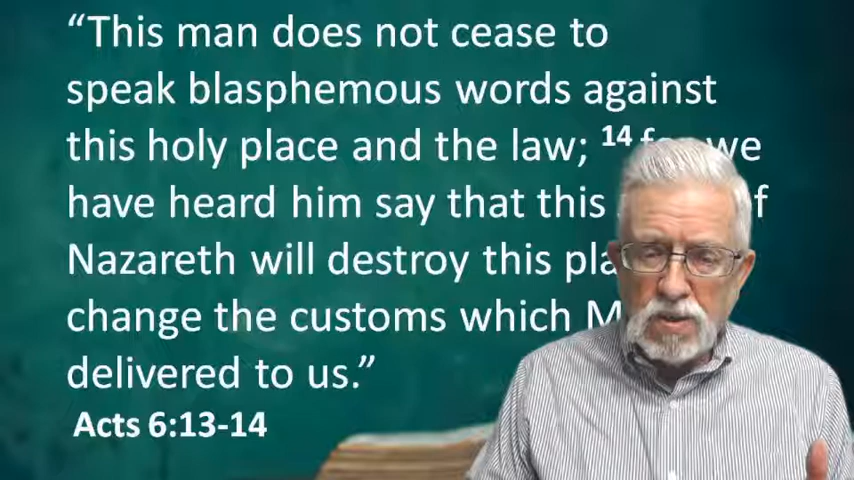 “This man does not cease to
speak blasphemous words against
this holy place and the law; ¹⁴ we
have heard him say that this
Nazareth will destroy this
change the customs which
delivered to us.”
Acts 6:13-14